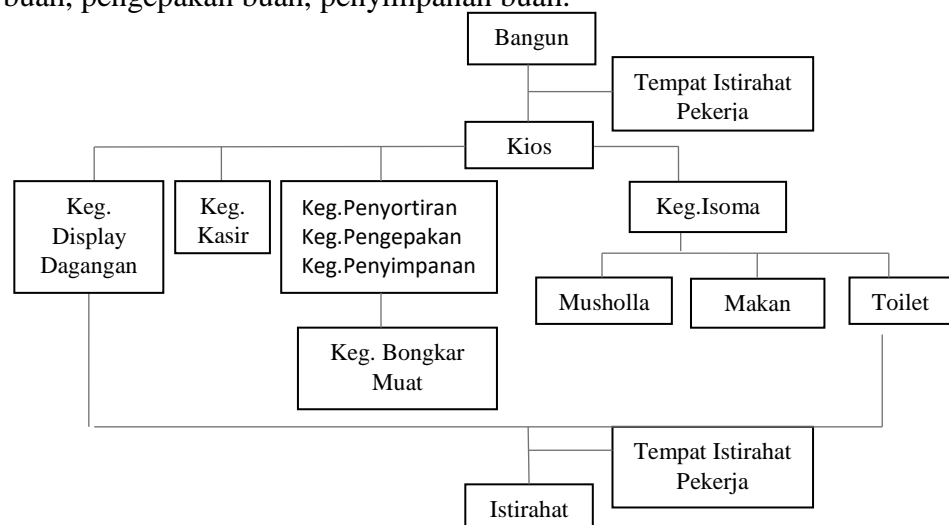 buah, pengepakan buah, penyimpanan buah.
Bangun
Tempat Istirahat
Pekerja
Kios
Keg.
Display
Dagangan
Keg.
Kasir
Keg.Penyortiran
Keg.Pengepakan
Keg.Penyimpanan
Keg.Isoma
Musholla
Makan
Toilet
Keg. Bongkar
Muat
Tempat Istirahat
Pekerja
Istirahat